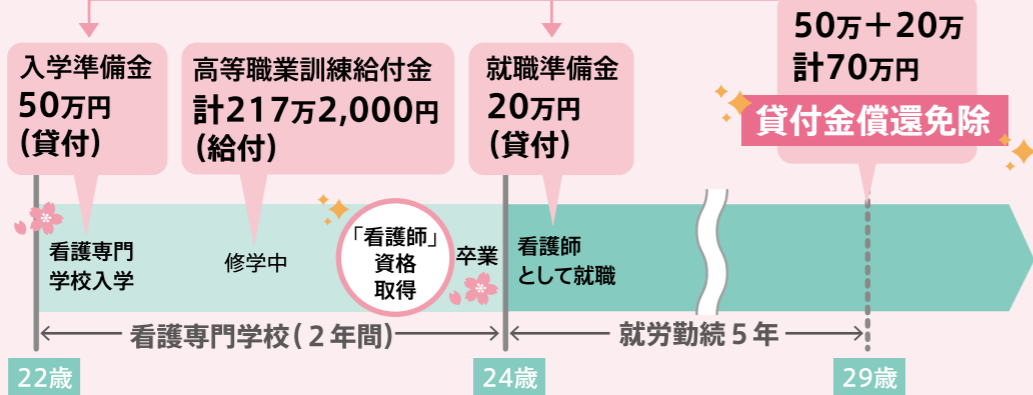 入学準備金
50万円
(貸付)
高等職業訓練給付金
計217万2,000円
(給付)
就職準備金
20万円
(貸付)
50万＋20万
計70万円
貸付金償還免除
看護専門
学校入学
修学中
「看護師」
資格
取得
卒業
看護師
として就職
看護専門学校(２年間)
就労勤続５年
22歳
24歳
29歳